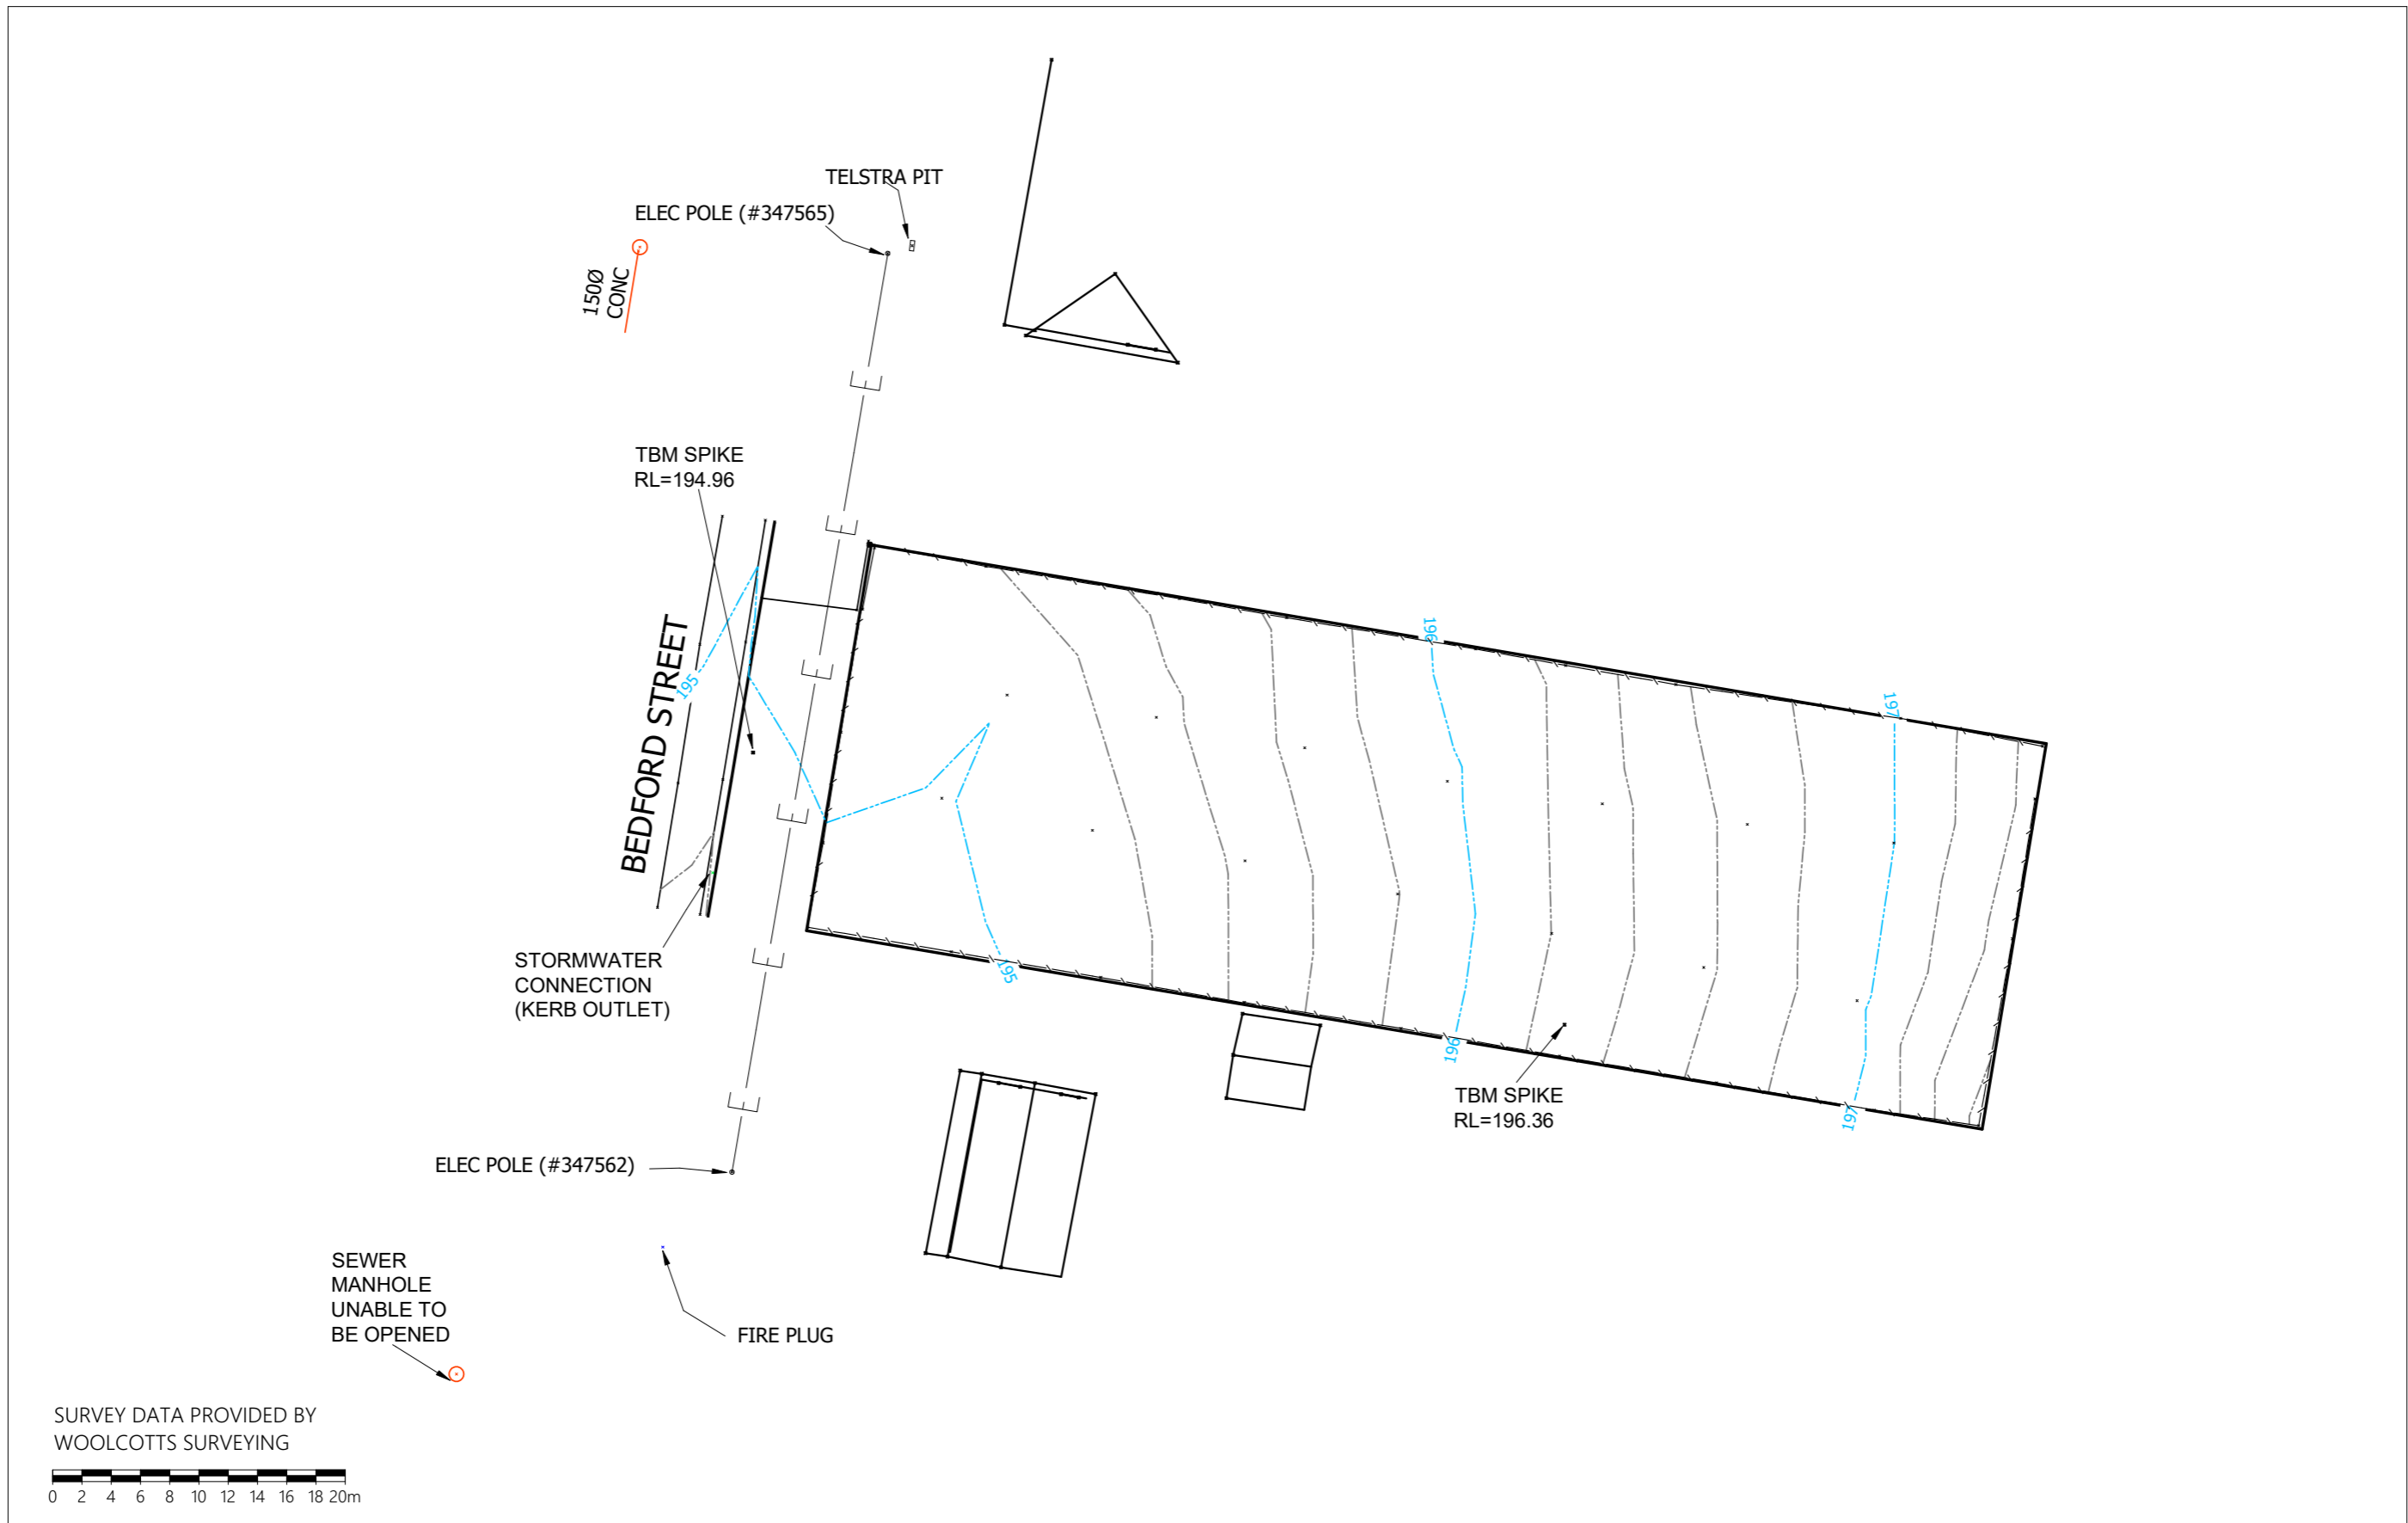 TELSTRA PIT
ELEC POLE (#347565)
150Ø
CONC
TBM SPIKE
RL=194.96
196
BEDFORD STREET
195
197
STORMWATER
CONNECTION
(KERB OUTLET)
195
196
TBM SPIKE
RL=196.36
197
ELEC POLE (#347562)
SEWER
MANHOLE
UNABLE TO
BE OPENED
FIRE PLUG
SURVEY DATA PROVIDED BY
WOOLCOTTS SURVEYING
0 2 4 6 8 10 12 14 16 18 20m
E
E
E
E
E
E